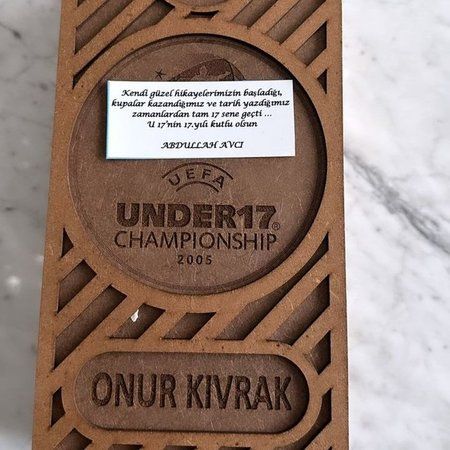 Kendi güzel hikayelerimizin başladığı,
kupalar kazandığımız ve tarih yazdığımız
zamanlardan tam 17 sene geçti ...
U 17'nin 17.yılı kutlu olsun
ABDULLAH AVCI
UEFA
UNDER17®
CHAMPIONSHIP
2005
ONUR KIVRAK